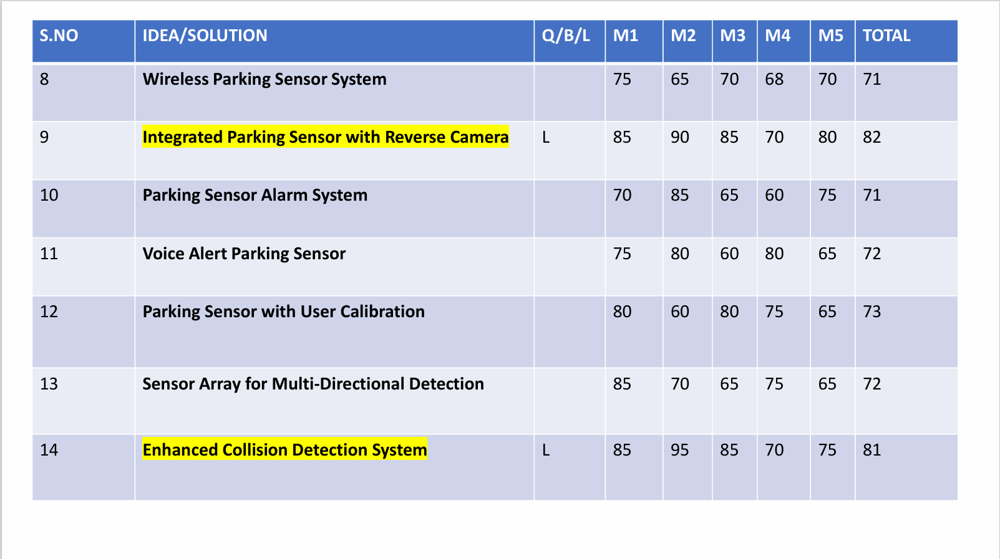 S.NO IDEA/SOLUTION Q/B/L M1 M2 M3 M4 M5 TOTAL
8 Wireless Parking Sensor System 75 65 70 68 70 71
9 Integrated Parking Sensor with Reverse Camera L 85 90 85 70 80 82
10 Parking Sensor Alarm System 70 85 65 60 75 71
11 Voice Alert Parking Sensor 75 80 60 80 65 72
12 Parking Sensor with User Calibration 80 60 80 75 65 73
13 Sensor Array for Multi-Directional Detection 85 70 65 75 65 72
14 Enhanced Collision Detection System L 85 95 85 70 75 81